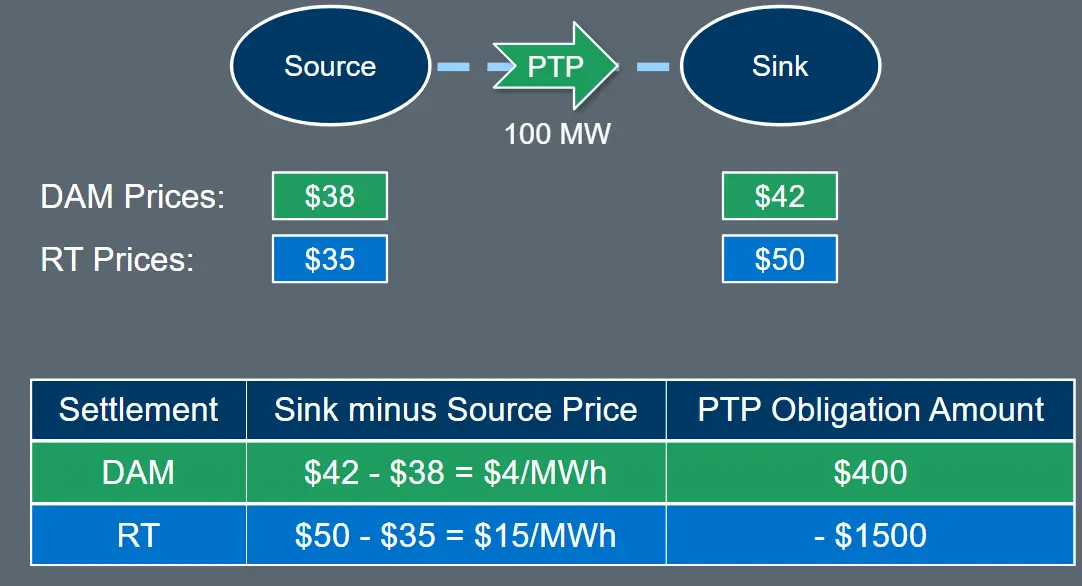 Source
PTP
Sink
100 MW
DAM Prices: $38 $42
RT Prices: $35 $50
Settlement Sink minus Source Price PTP Obligation Amount
DAM $42 - $38 = $4/MWh $400
RT $50 - $35 = $15/MWh - $1500